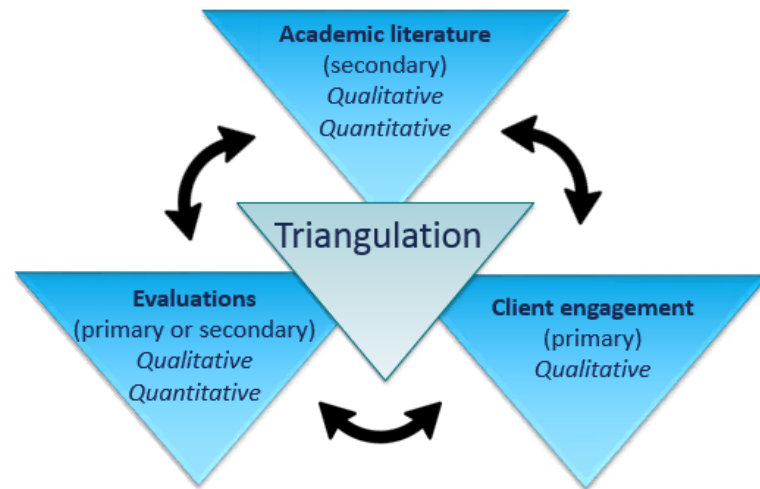 Academic literature
(secondary)
Qualitative
Quantitative
Triangulation
Evaluations
(primary or secondary)
Qualitative
Quantitative
Client engagement
(primary)
Qualitative